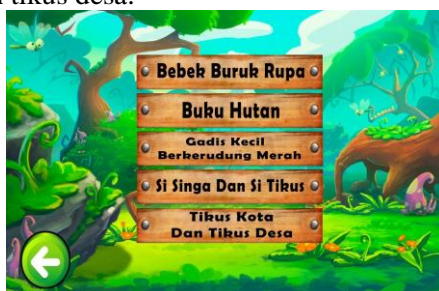 tikus desa.
Bebek Buruk Rupa
Buku Hutan
Gadis Kecil
Berkerudung Merah
Si Singa Dan Si Tikus
Tikus Kota
Dan Tikus Desa